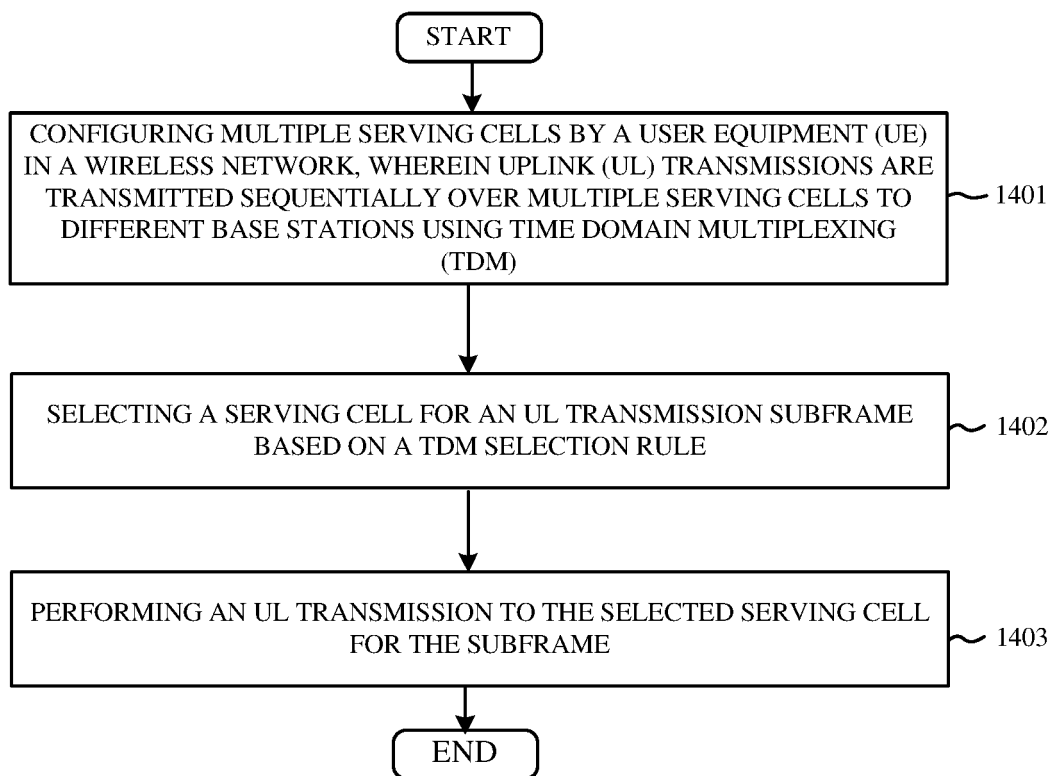 START
CONFIGURING MULTIPLE SERVING CELLS BY A USER EQUIPMENT (UE)
IN A WIRELESS NETWORK, WHEREIN UPLINK (UL) TRANSMISSIONS ARE
TRANSMITTED SEQUENTIALLY OVER MULTIPLE SERVING CELLS TO
DIFFERENT BASE STATIONS USING TIME DOMAIN MULTIPLEXING
(TDM)
1401
SELECTING A SERVING CELL FOR AN UL TRANSMISSION SUBFRAME
BASED ON A TDM SELECTION RULE
1402
PERFORMING AN UL TRANSMISSION TO THE SELECTED SERVING CELL
FOR THE SUBFRAME
1403
END